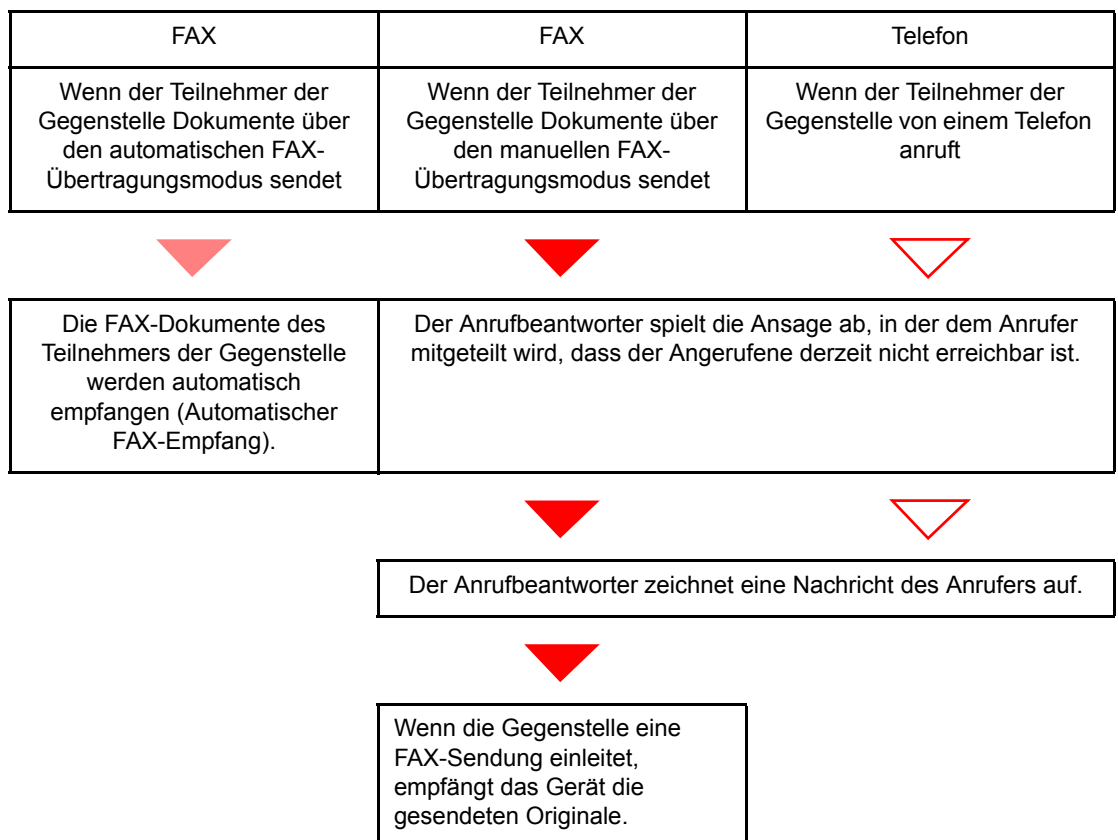 FAX
FAX
Telefon
Wenn der Teilnehmer der
Gegenstelle Dokumente über
den automatischen FAX-
Übertragungsmodus sendet
Wenn der Teilnehmer der
Gegenstelle Dokumente über
den manuellen FAX-
Übertragungsmodus sendet
Wenn der Teilnehmer der
Gegenstelle von einem Telefon
anruft
Die FAX-Dokumente des
Teilnehmers der Gegenstelle
werden automatisch
empfangen (Automatischer
FAX-Empfang).
Der Anrufbeantworter spielt die Ansage ab, in der dem Anrufer
mitgeteilt wird, dass der Angerufene derzeit nicht erreichbar ist.
Der Anrufbeantworter zeichnet eine Nachricht des Anrufers auf.
Wenn die Gegenstelle eine
FAX-Sendung einleitet,
empfängt das Gerät die
gesendeten Originale.